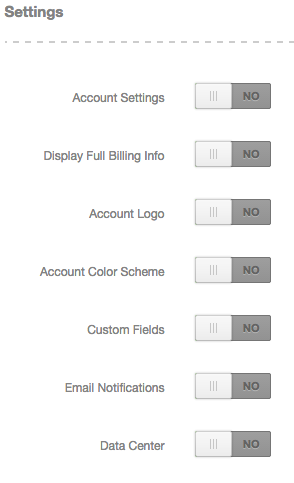 Settings
Account Settings NO
Display Full Billing Info NO
Account Logo NO
Account Color Scheme NO
Custom Fields NO
Email Notifications NO
Data Center NO